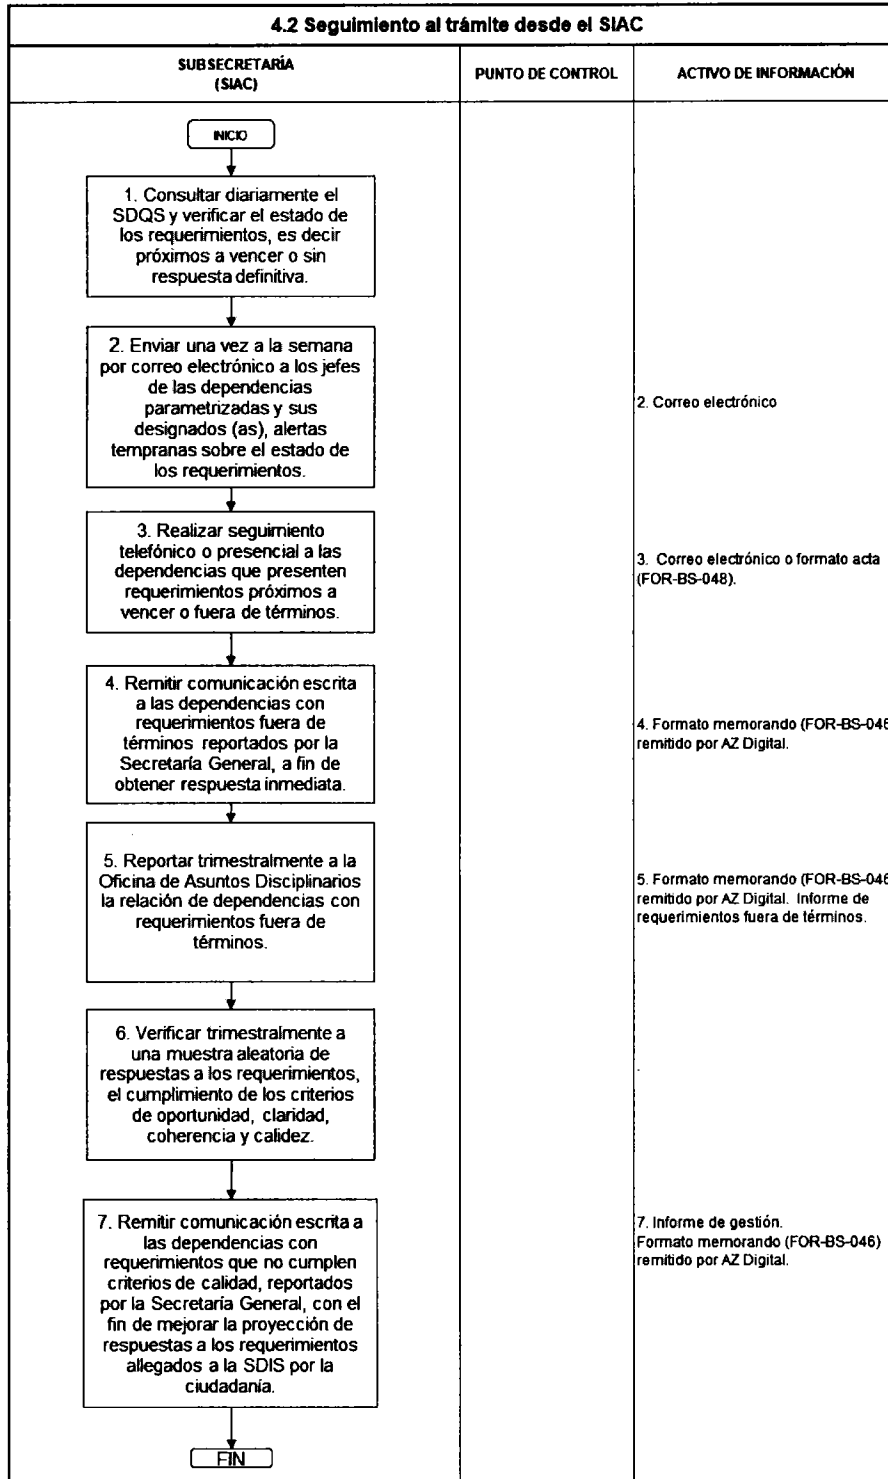 4.2 Seguimiento al trámite desde el SIAC
SUBSECRETARÍA
(SIAC)
PUNTO DE CONTROL
ACTIVO DE INFORMACIÓN
INICIO
1. Consultar diariamente el
SDQS y verificar el estado de
los requerimientos, es decir
próximos a vencer o sin
respuesta definitiva.
2. Enviar una vez a la semana
por correo electrónico a los jefes
de las dependencias
parametrizadas y sus
designados (as), alertas
tempranas sobre el estado de
los requerimientos.
2. Correo electrónico
3. Realizar seguimiento
telefónico o presencial a las
dependencias que presenten
requerimientos próximos a
vencer o fuera de términos.
3. Correo electrónico o formato acta
(FOR-BS-048).
4. Remitir comunicación escrita
a las dependencias con
requerimientos fuera de
términos reportados por la
Secretaría General, a fin de
obtener respuesta inmediata.
4. Formato memorando (FOR-BS-046
remitido por AZ Digital.
5. Reportar trimestralmente a la
Oficina de Asuntos Disciplinarios
la relación de dependencias con
requerimientos fuera de
términos.
5. Formato memorando (FOR-BS-046
remitido por AZ Digital. Informe de
requerimientos fuera de términos.
6. Verificar trimestralmente a
una muestra aleatoria de
respuestas a los requerimientos,
el cumplimiento de los criterios
de oportunidad, claridad,
coherencia y calidez.
7. Remitir comunicación escrita a
las dependencias con
requerimientos que no cumplen
criterios de calidad, reportados
por la Secretaría General, con el
fin de mejorar la proyección de
respuestas a los requerimientos
allegados a la SDIS por la
ciudadanía.
7. Informe de gestión.
Formato memorando (FOR-BS-046)
remitido por AZ Digital.
FIN